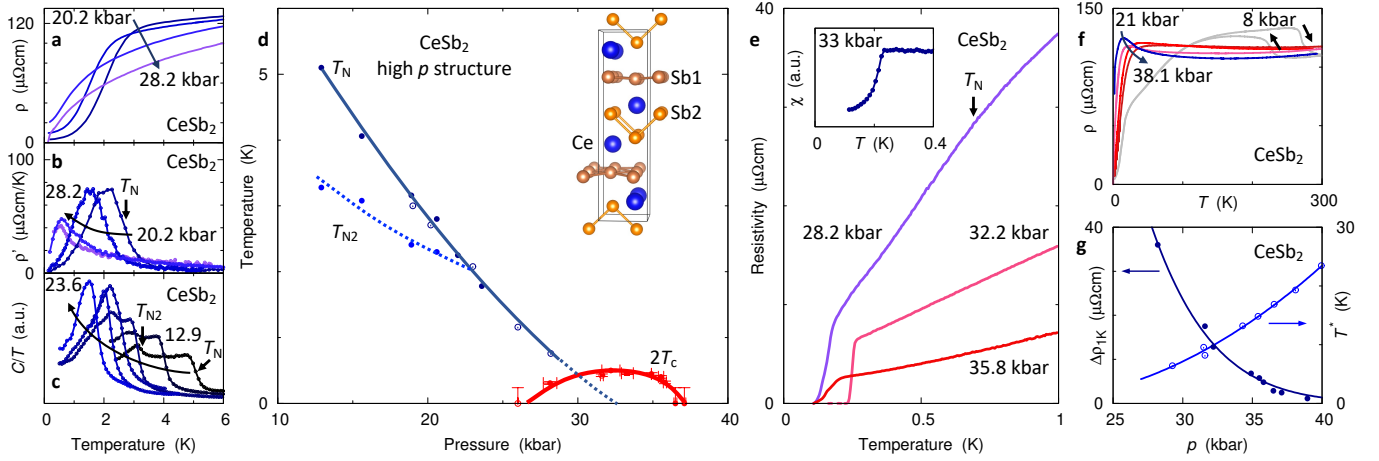 120
0
ρ (μΩcm)
20.2 kbar
a
28.2 kbar
CeSb2
100
0
ρ' (μΩcm/K)
b
CeSb2
28.2
TN
20.2 kbar
C/T (a.u.)
23.6
CeSb2
TN2
12.9
TN
c
0 1 2 3 4 5 6
Temperature (K)
d
CeSb2
high p structure
TN
TN2
Sb1
Sb2
Ce
2Tc
5
0
Temperature (K)
10 20 30 40
Pressure (kbar)
e
CeSb2
33 kbar
χ (a.u.)
0 0.4
T (K)
TN
28.2 kbar
32.2 kbar
35.8 kbar
40
0
Resistivity (μΩcm)
0 0.5 1
Temperature (K)
f
21 kbar
8 kbar
38.1 kbar
CeSb2
150
0
ρ (μΩcm)
0 300
T (K)
g
CeSb2
40
0
Δρ1K (μΩcm)
30
0
T* (K)
25 30 35 40
p (kbar)